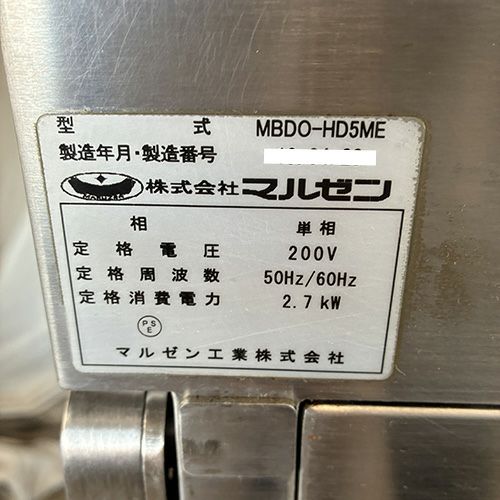 型 式 MBDO-HD5ME
製造年月・製造番号
MARUZEN 株式会社 マルゼン
相 単相
定格電圧 200V
定格周波数 50Hz/60Hz
定格消費電力 2.7kW
PSE
マルゼン工業株式会社